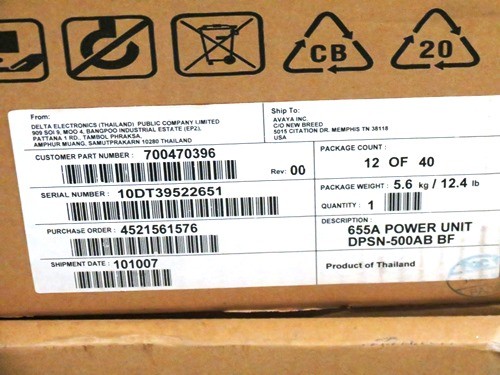 CB
20
From:
DELTA ELECTRONICS (THAILAND) PUBLIC COMPANY LIMITED
909 SOI 9, MOO 4, BANGPOO INDUSTRIAL ESTATE (EPZ),
PATTANA 1 RD., TAMBOL PHRAKSA,
AMPHUR MUANG, SAMUTPRAKARN 10280 THAILAND
Ship To:
AVAYA INC.
C/O NEW BREED
5015 CITATION DR. MEMPHIS TN 38118
USA
CUSTOMER PART NUMBER : 700470396
Rev: 00
SERIAL NUMBER : 10DT39522651
PURCHASE ORDER : 4521561576
SHIPMENT DATE : 101007
PACKAGE COUNT :
12 OF 40
PACKAGE WEIGHT : 5.6 kg / 12.4 lb
QUANTITY : 1
DESCRIPTION :
655A POWER UNIT
DPSN-500AB BF
Product of Thailand